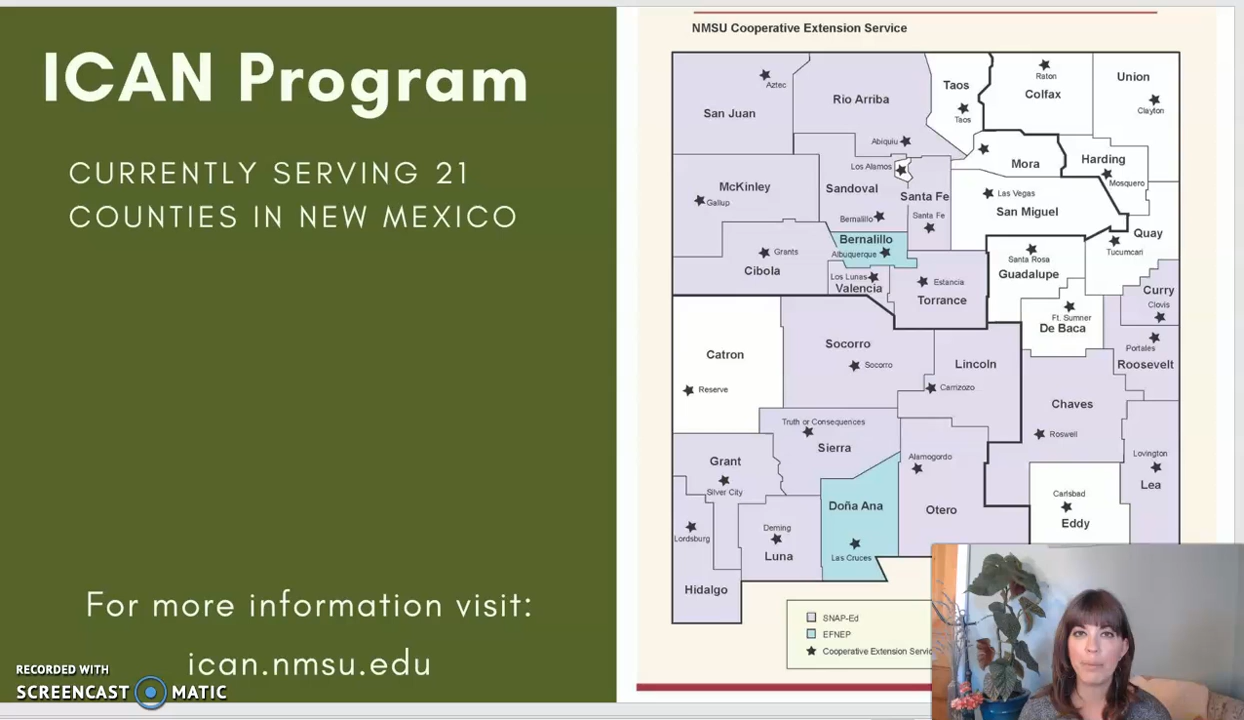 ICAN Program
CURRENTLY SERVING 21
COUNTIES IN NEW MEXICO
For more information visit:
ican.nmsu.edu
RECORDED WITH
SCREENCAST MATIC
NMSU Cooperative Extension Service
Aztec
San Juan
Rio Arriba
Abiquiu
Taos
Taos
Raton
Colfax
Union
Clayton
Los Alamos
Mora
Harding
Mosquero
McKinley
Gallup
Sandoval
Bernalillo
Santa Fe
Santa Fe
Las Vegas
San Miguel
Quay
Tucumcari
Grants
Cibola
Bernalillo
Albuquerque
Los Lunas
Valencia
Estancia
Torrance
Santa Rosa
Guadalupe
Curry
Clovis
Ft. Sumner
De Baca
Portales
Roosevelt
Catron
Reserve
Socorro
Socorro
Lincoln
Carrizozo
Chaves
Roswell
Truth or Consequences
Sierra
Grant
Silver City
Alamogordo
Otero
Lovington
Lea
Carlsbad
Eddy
Lordsburg
Hidalgo
Deming
Luna
Doña Ana
Las Cruces
SNAP-Ed
EFNEP
Cooperative Extension